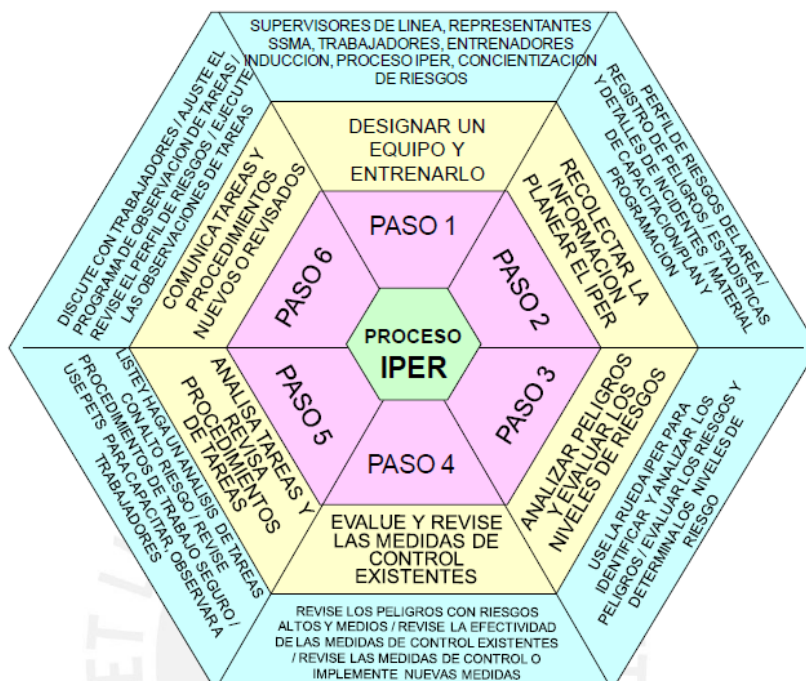 SUPERVISORES DE LINEA, REPRESENTANTES
SSMA, TRABAJADORES, ENTRENADORES
INDUCCION, PROCESO IPER, CONCIENTIZACION
DE RIESGOS
DESIGNAR UN
EQUIPO Y
ENTRENARLO
PASO 1
PERFIL DE RIESGOS DEL AREA /
REGISTRO DE PELIGROS / ESTADISTICAS
Y DETALLES DE INCIDENTES / MATERIAL
DE CAPACITACION/PLAN Y
PROGRAMACION
RECOLECTAR LA
INFORMACION
PLANEAR EL IPER
PASO 2
USE LA RUEDA IPER PARA
IDENTIFICAR Y ANALIZAR LOS
PELIGROS / EVALUAR LOS RIESGOS Y
DETERMINA LOS NIVELES DE
RIESGO
ANALIZAR PELIGROS
Y EVALUAR LOS
NIVELES DE RIESGOS
PASO 3
PASO 4
EVALUE Y REVISE
LAS MEDIDAS DE
CONTROL
EXISTENTES
REVISE LOS PELIGROS CON RIESGOS
ALTOS Y MEDIOS / REVISE LA EFECTIVIDAD
DE LAS MEDIDAS DE CONTROL EXISTENTES
/ REVISE LAS MEDIDAS DE CONTROL O
IMPLEMENTE NUEVAS MEDIDAS
PASO 5
ANALISA TAREAS Y
REVISA
PROCEDIMIENTOS
DE TAREAS
LISTE Y HAGA UN ANALISIS DE TAREAS
CON ALTO RIESGO / REVISE
PROCEDIMIENTOS DE TRABAJO SEGURO /
USE PETS PARA CAPACITAR, OBSERVAR A
TRABAJADORES
PASO 6
COMUNICA TAREAS Y
PROCEDIMIENTOS
NUEVOS O REVISADOS
DISCUTE CON TRABAJADORES / AJUSTE EL
PROGRAMA DE OBSERVACION DE TAREAS /
REVISE EL PERFIL DE RIESGOS / EJECUTE
LAS OBSERVACIONES DE TAREAS
PROCESO
IPER